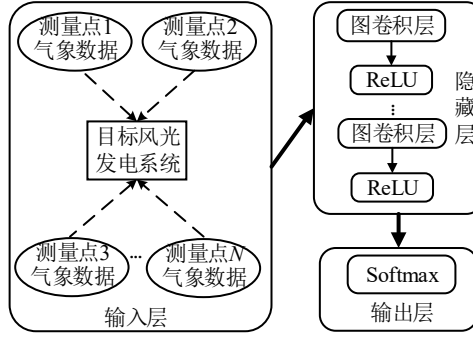 测量点1
气象数据
测量点2
气象数据
目标风光
发电系统
测量点3
气象数据
...
测量点N
气象数据
输入层
图卷积层
ReLU
...
图卷积层
ReLU
隐
藏
层
Softmax
输出层